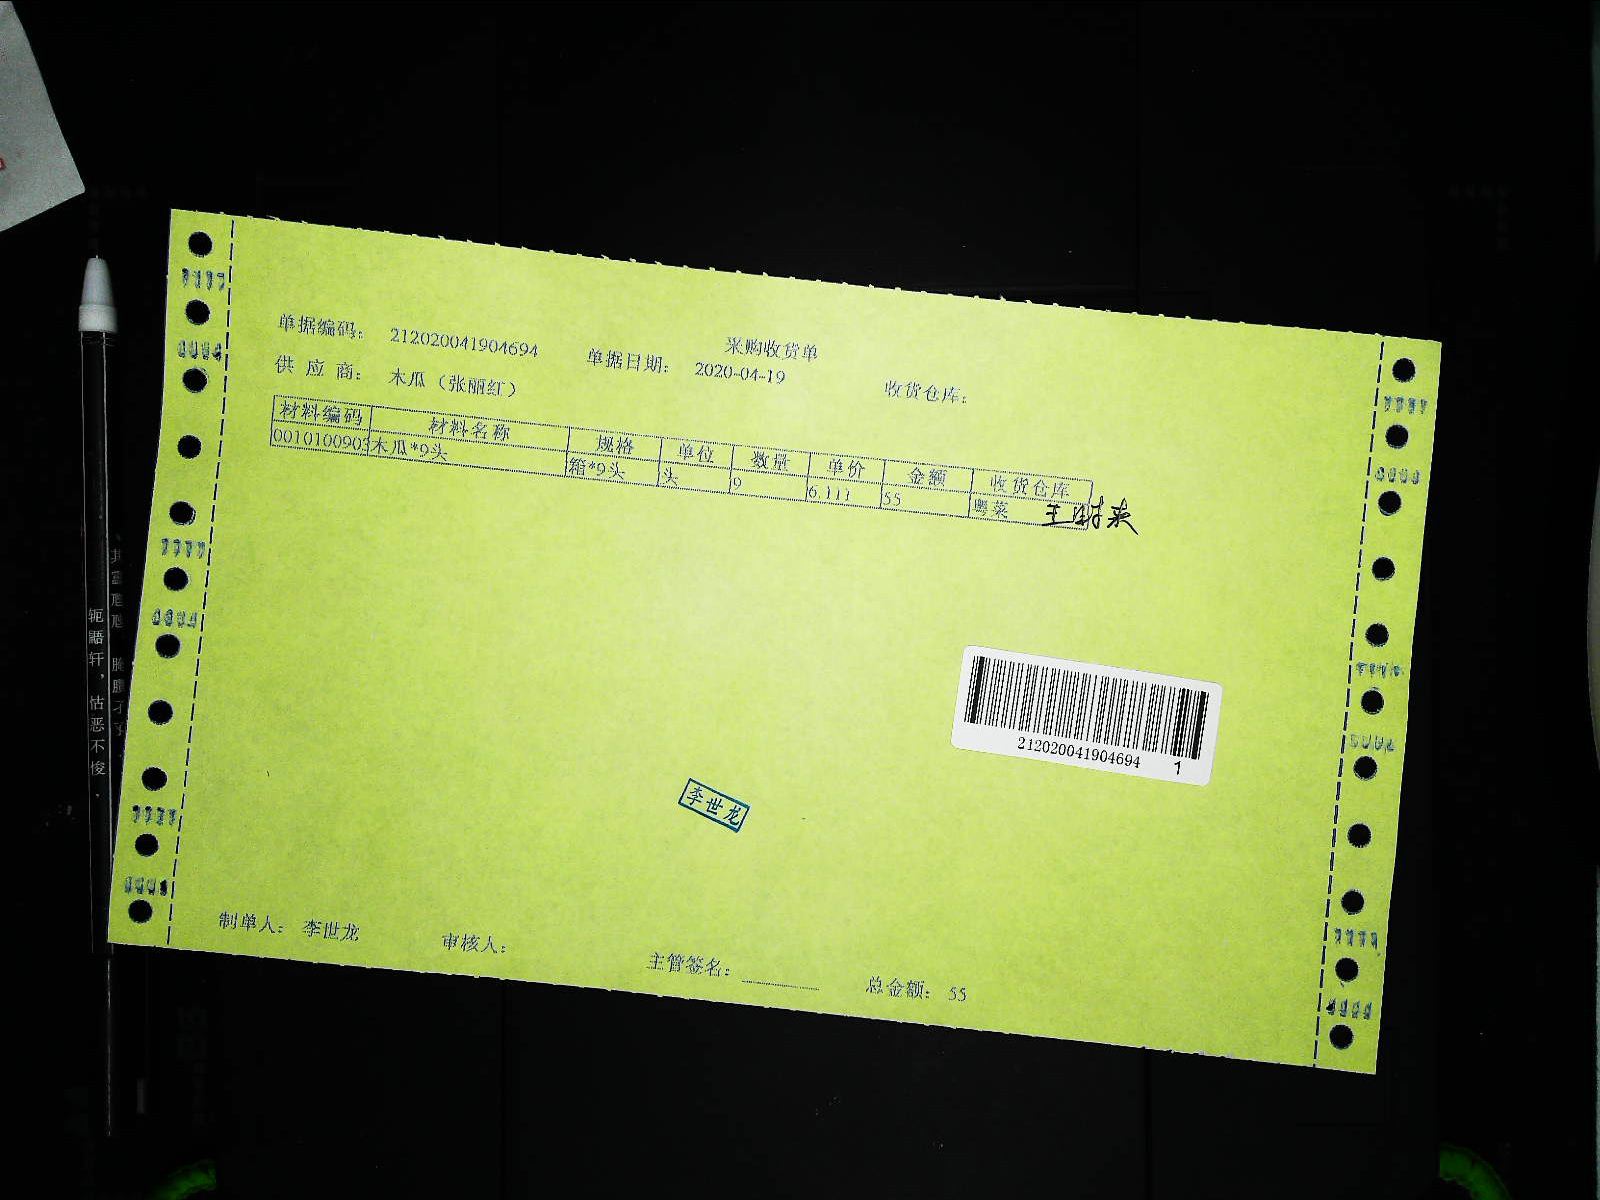 采购收货单
单据编码： 212020041904694 单据日期： 2020-04-19 收货仓库：
供 应 商： 木瓜（张丽红）
材料编码 材料名称 规格 单位 数量 单价 金额 收货仓库
0010100903 木瓜*9头 箱*9头 头 9 6.111 55 粤菜
212020041904694 1
李世龙
制单人： 李世龙 审核人： 主管签名： 总金额： 55